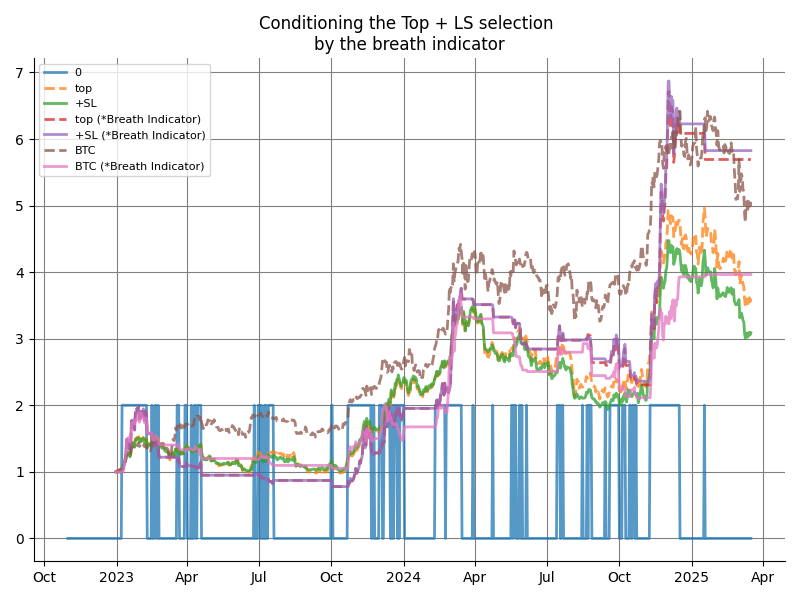 Conditioning the Top + LS selection
by the breath indicator
7
6
5
4
3
2
1
0
0
top
+SL
top (*Breath Indicator)
+SL (*Breath Indicator)
BTC
BTC (*Breath Indicator)
Oct
2023
Apr
Jul
Oct
2024
Apr
Jul
Oct
2025
Apr